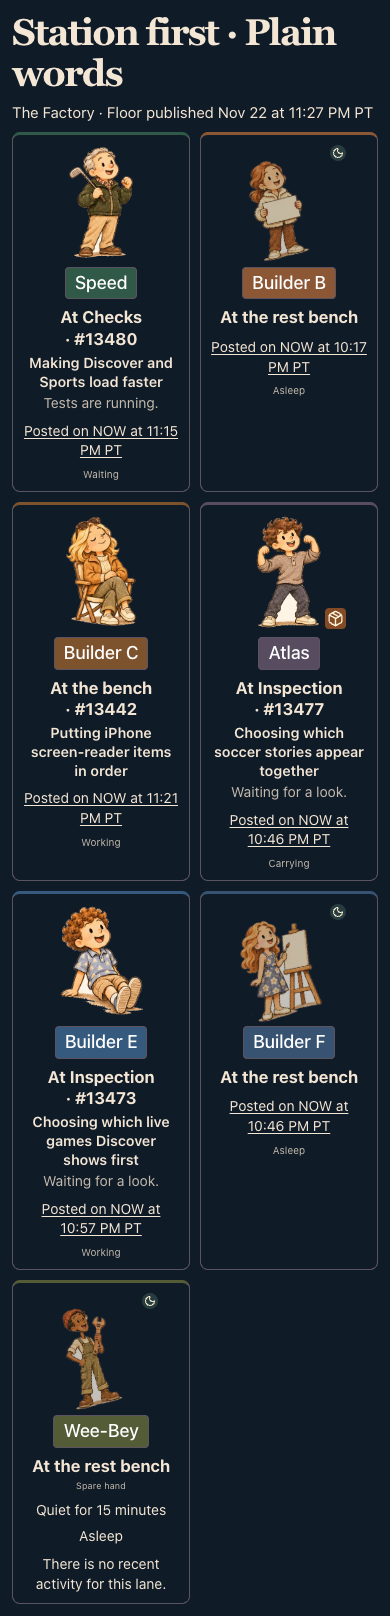 Station first · Plain
words
The Factory · Floor published Nov 22 at 11:27 PM PT
Speed
At Checks
· #13480
Making Discover and
Sports load faster
Tests are running.
Posted on NOW at 11:15
PM PT
Waiting
Builder B
At the rest bench
Posted on NOW at 10:17
PM PT
Asleep
Builder C
At the bench
· #13442
Putting iPhone
screen-reader items
in order
Posted on NOW at 11:21
PM PT
Working
Atlas
At Inspection
· #13477
Choosing which
soccer stories appear
together
Waiting for a look.
Posted on NOW at
10:46 PM PT
Carrying
Builder E
At Inspection
· #13473
Choosing which live
games Discover
shows first
Waiting for a look.
Posted on NOW at
10:57 PM PT
Working
Builder F
At the rest bench
Posted on NOW at
10:46 PM PT
Asleep
Wee-Bey
At the rest bench
Spare hand
Quiet for 15 minutes
Asleep
There is no recent
activity for this lane.